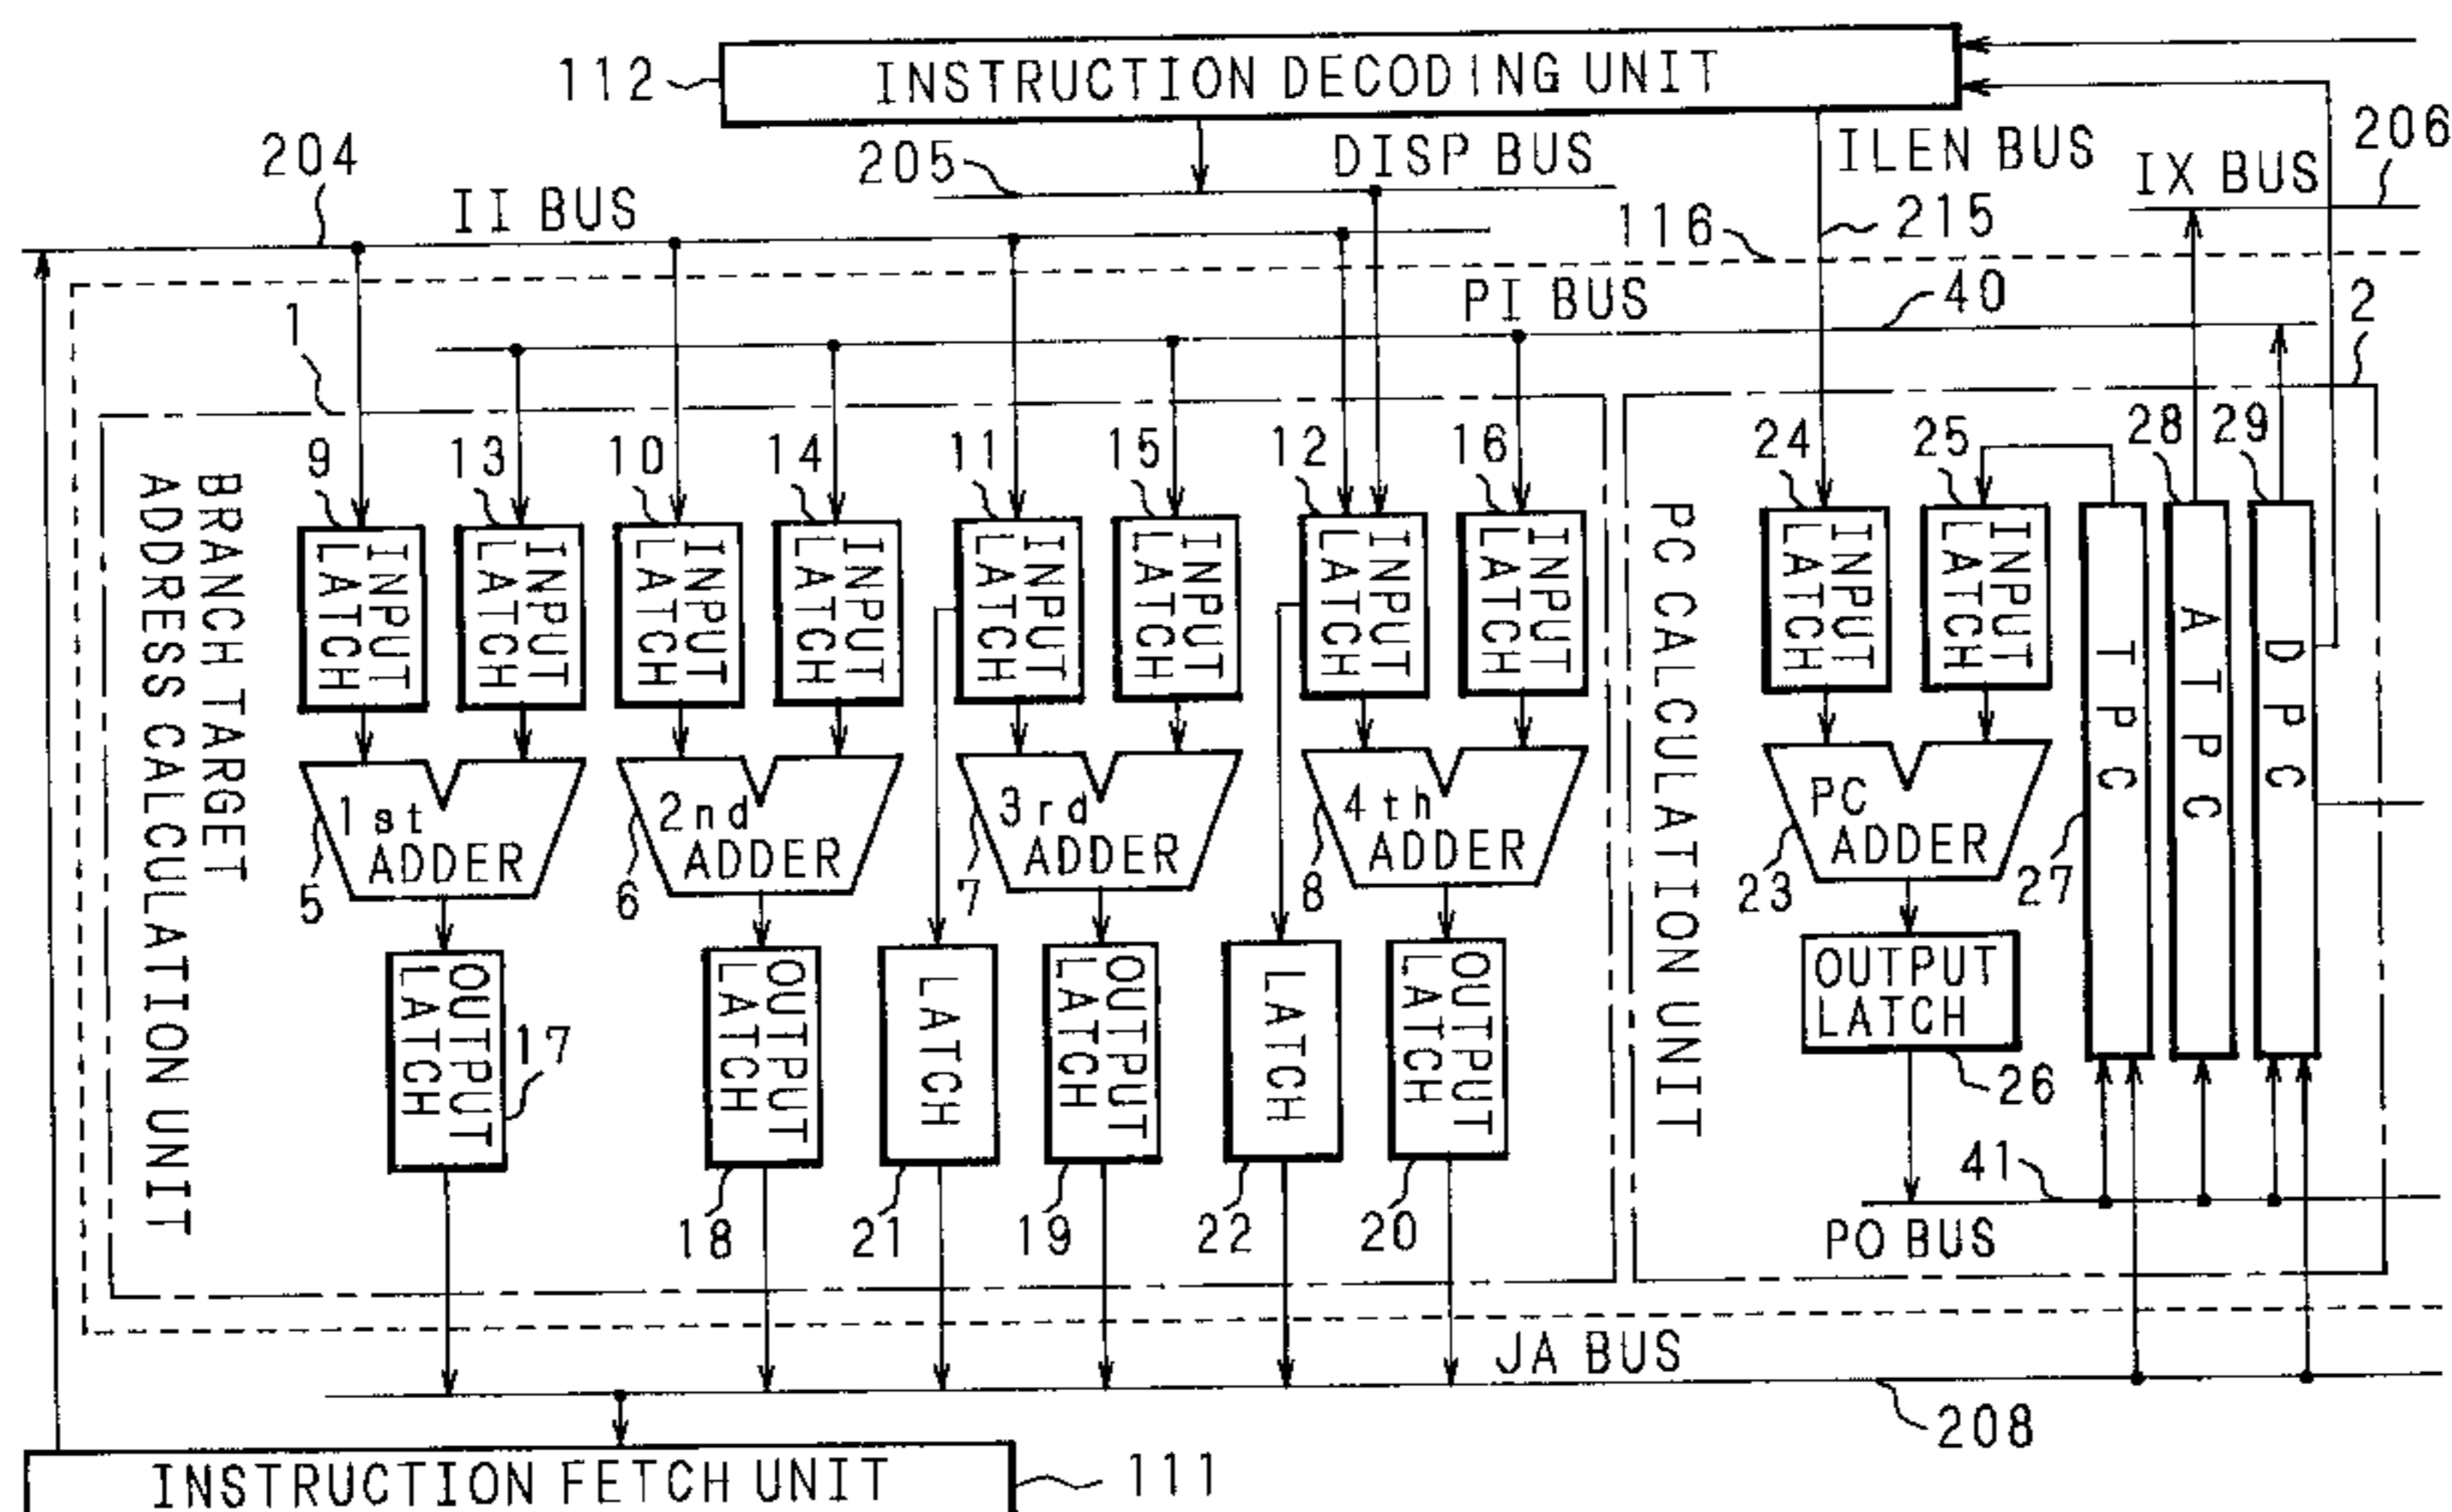 112
INSTRUCTION DECODING UNIT
204
205
DISP BUS
ILEN BUS
206
IX BUS
II BUS
116
215
PI BUS
40
2
1
9
13
10
14
11
15
12
16
24
25
28
29
BRANCH TARGET
ADDRESS CALCULATION UNIT
INPUT
LATCH
INPUT
LATCH
INPUT
LATCH
INPUT
LATCH
INPUT
LATCH
INPUT
LATCH
INPUT
LATCH
INPUT
LATCH
PC CALCULATION UNIT
INPUT
LATCH
INPUT
LATCH
TPC
ATPC
DPC
1st
ADDER
2nd
ADDER
3rd
ADDER
4th
ADDER
PC
ADDER
5
6
7
8
23
27
OUTPUT
LATCH
17
OUTPUT
LATCH
LATCH
OUTPUT
LATCH
LATCH
OUTPUT
LATCH
OUTPUT
LATCH
26
18
21
19
22
20
41
PO BUS
JA BUS
208
INSTRUCTION FETCH UNIT
111